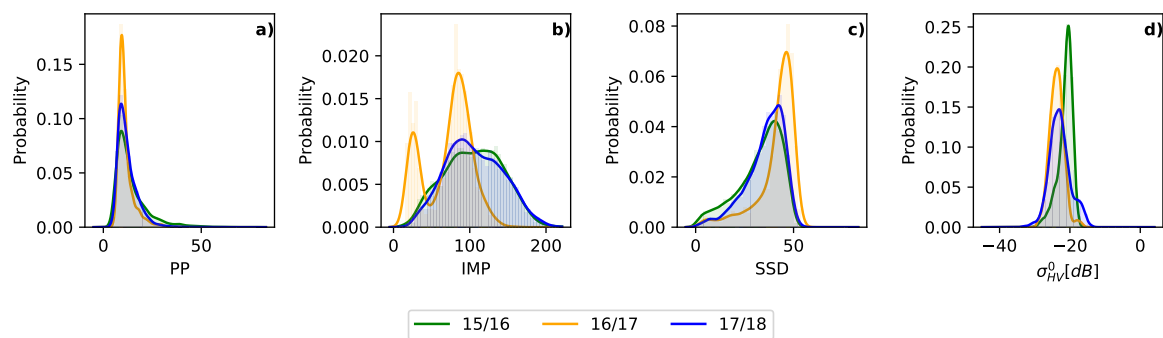 a)
Probability
0.15
0.10
0.05
0.00
0
50
PP
b)
Probability
0.020
0.015
0.010
0.005
0.000
0
100
200
IMP
c)
Probability
0.08
0.06
0.04
0.02
0.00
0
50
SSD
d)
Probability
0.25
0.20
0.15
0.10
0.05
0.00
−40
−20
0
σ⁰HV[dB]
15/16
16/17
17/18